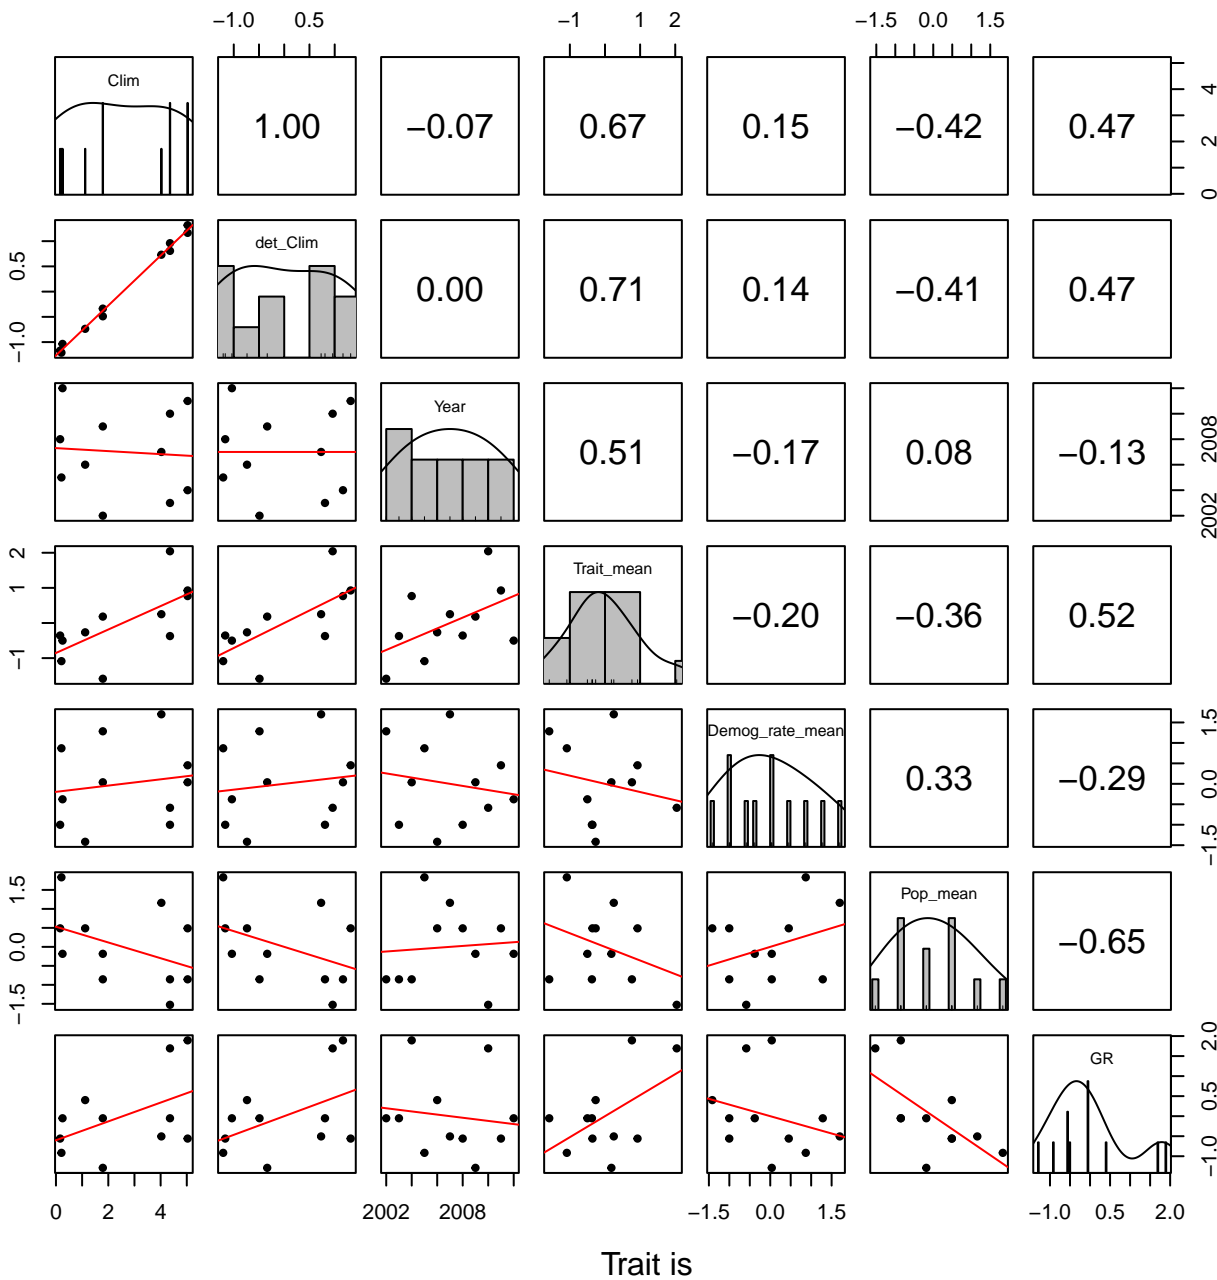 −1.0 0.5 −1 1 2 −1.5 0.0 1.5
Clim 1.00 −0.07 0.67 0.15 −0.42 0.47 0 2 4
−1.0 0.5 det_Clim 0.00 0.71 0.14 −0.41 0.47
Year 0.51 −0.17 0.08 −0.13 2002 2008
−1 1 2 Trait_mean −0.20 −0.36 0.52
Demog_rate_mean 0.33 −0.29 −1.5 0.0 1.5
−1.5 0.0 1.5 Pop_mean −0.65
GR −1.0 0.5 2.0
0 2 4 2002 2008 −1.5 0.0 1.5 −1.0 0.5 2.0
Trait is